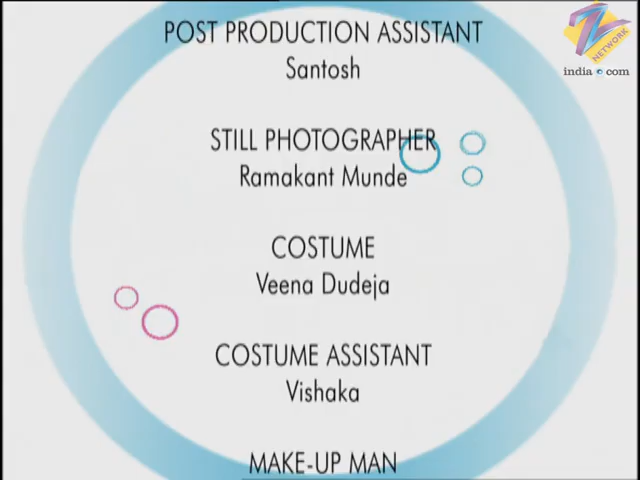 POST PRODUCTION ASSISTANT
Santosh
STILL PHOTOGRAPHER
Ramakant Munde
COSTUME
Veena Dudeja
COSTUME ASSISTANT
Vishaka
MAKE-UP MAN
Z
NETWORK
india.com